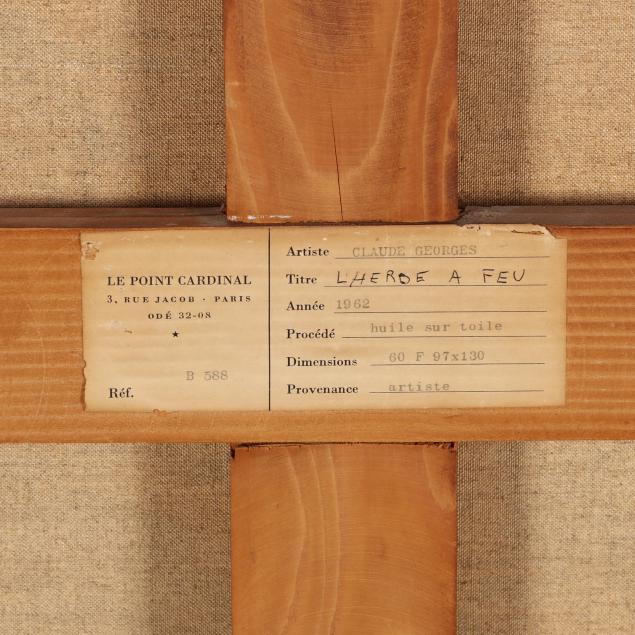 LE POINT CARDINAL
3, RUE JACOB · PARIS
ODÉ 32-08
★
B 588
Réf.
Artiste CLAUDE GEORGES
Titre L'HERBE A FEU
Année 1962
Procédé huile sur toile
Dimensions 60 F 97x130
Provenance artiste